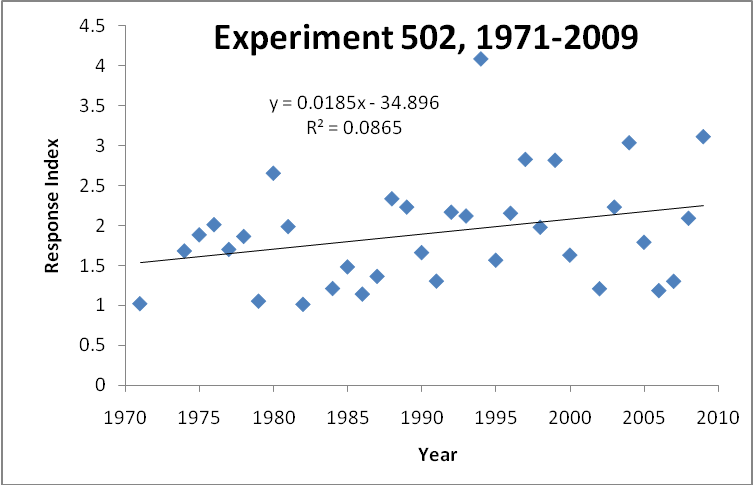 Experiment 502, 1971-2009
y = 0.0185x - 34.896
R² = 0.0865
Response Index
4.5
4
3.5
3
2.5
2
1.5
1
0.5
0
1970 1975 1980 1985 1990 1995 2000 2005 2010
Year